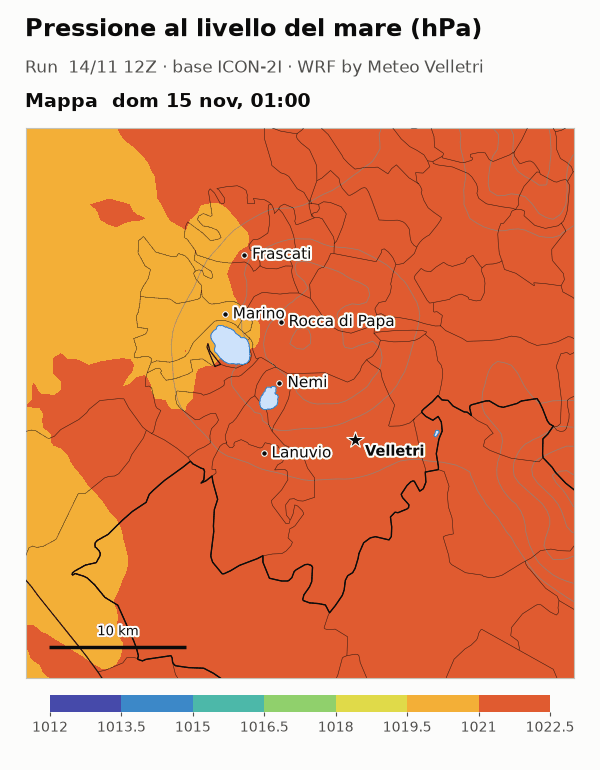 Pressione al livello del mare (hPa)
Run  14/11 12Z · base ICON-2I · WRF by Meteo Velletri
Mappa  dom 15 nov, 01:00
Frascati
Marino
Rocca di Papa
Nemi
Velletri
Lanuvio
10 km
1012 1013.5 1015 1016.5 1018 1019.5 1021 1022.5